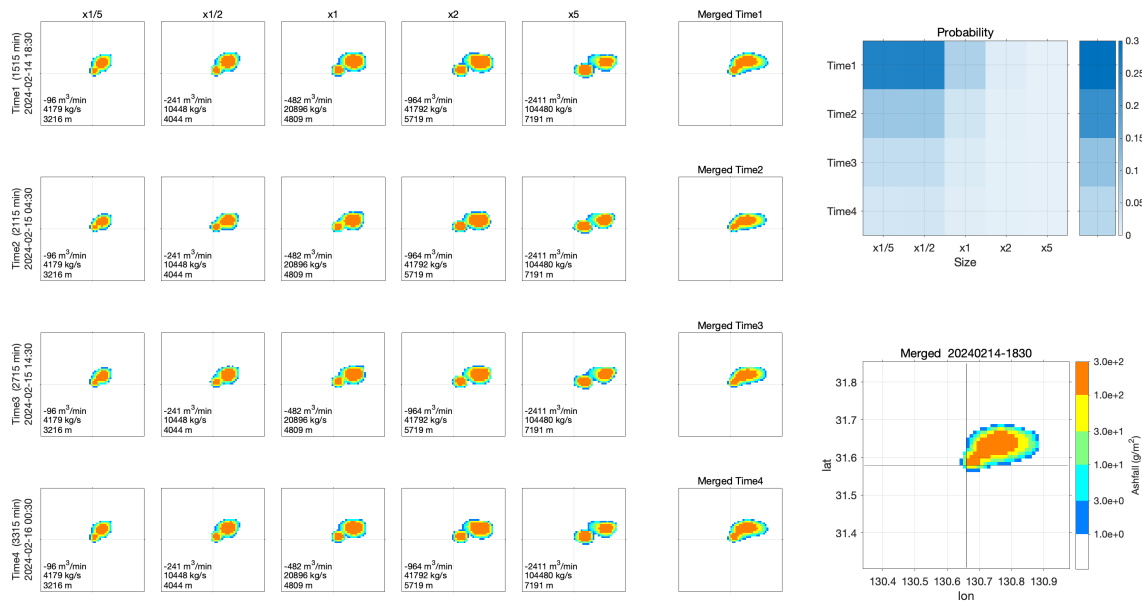 x1/5
x1/2
x1
x2
x5
Merged Time1
Time1 (1515 min)
2024-02-14 18:30
-96 m³/min
4179 kg/s
3216 m
-241 m³/min
10448 kg/s
4044 m
-482 m³/min
20896 kg/s
4809 m
-964 m³/min
41792 kg/s
5719 m
-2411 m³/min
104480 kg/s
7191 m
Merged Time2
Time2 (2115 min)
2024-02-15 04:30
-96 m³/min
4179 kg/s
3216 m
-241 m³/min
10448 kg/s
4044 m
-482 m³/min
20896 kg/s
4809 m
-964 m³/min
41792 kg/s
5719 m
-2411 m³/min
104480 kg/s
7191 m
Merged Time3
Time3 (2715 min)
2024-02-15 14:30
-96 m³/min
4179 kg/s
3216 m
-241 m³/min
10448 kg/s
4044 m
-482 m³/min
20896 kg/s
4809 m
-964 m³/min
41792 kg/s
5719 m
-2411 m³/min
104480 kg/s
7191 m
Merged Time4
Time4 (3315 min)
2024-02-16 00:30
-96 m³/min
4179 kg/s
3216 m
-241 m³/min
10448 kg/s
4044 m
-482 m³/min
20896 kg/s
4809 m
-964 m³/min
41792 kg/s
5719 m
-2411 m³/min
104480 kg/s
7191 m
Probability
Time1
Time2
Time3
Time4
x1/5
x1/2
x1
x2
x5
Size
0.3
0.25
0.2
0.15
0.1
0.05
0
Merged 20240214-1830
31.8
31.7
31.6
31.5
31.4
lat
130.4
130.5
130.6
130.7
130.8
130.9
lon
3.0e+2
1.0e+2
3.0e+1
1.0e+1
3.0e+0
1.0e+0
Ashfall (g/m²)